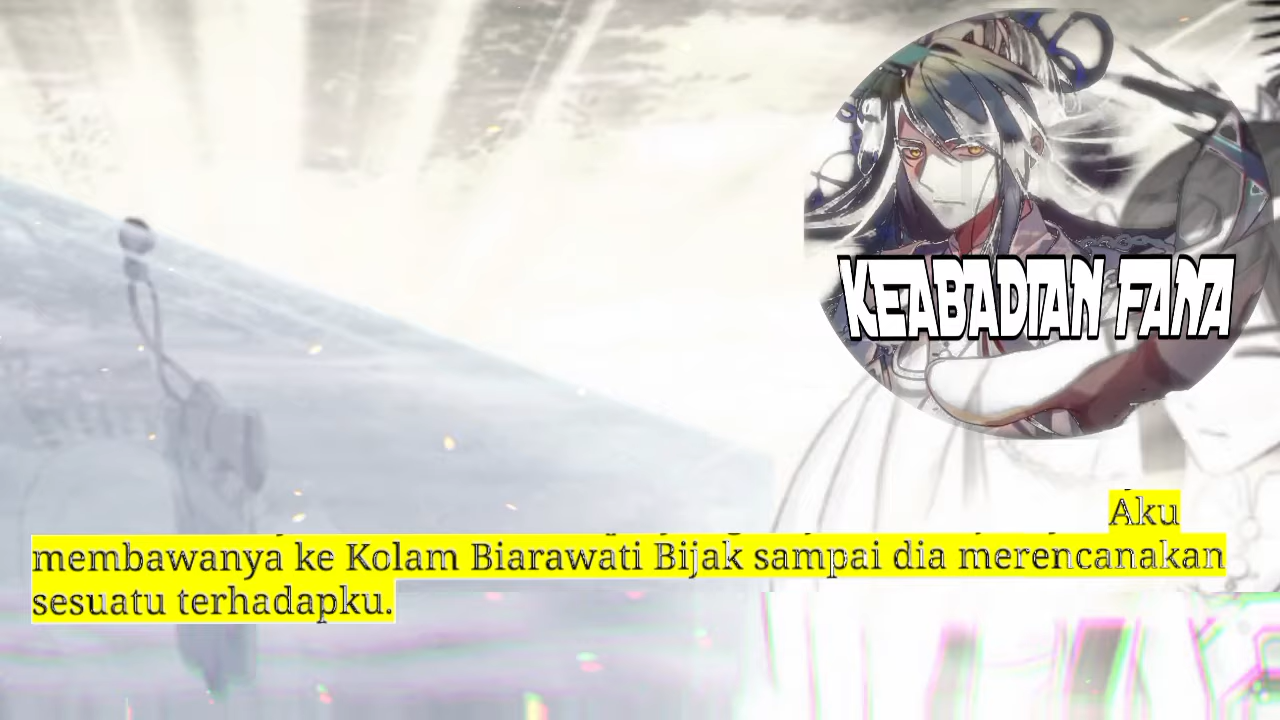 KEABADIAN FANA
Aku
membawanya ke Kolam Biarawati Bijak sampai dia merencanakan
sesuatu terhadapku.